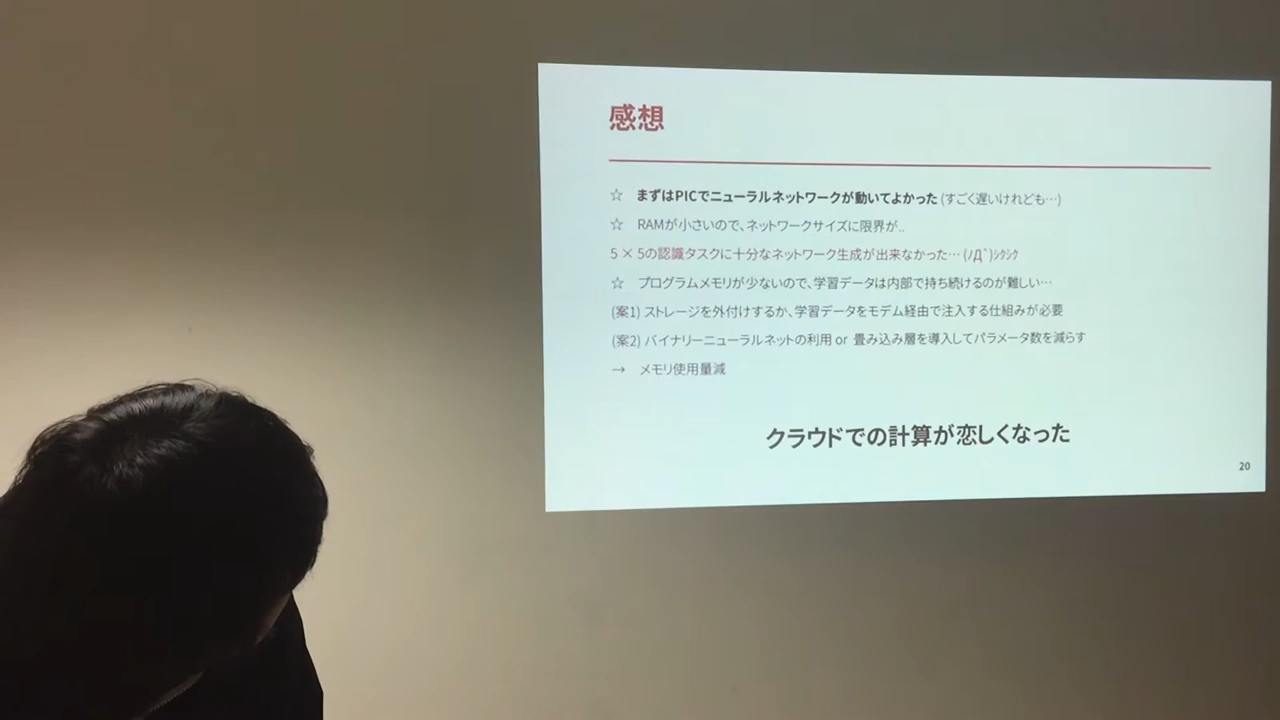 感想
☆ まずはPICでニューラルネットワークが動いてよかった (すごく遅いけれども…)
☆ RAMが小さいので、ネットワークサイズに限界が..
5 × 5の認識タスクに十分なネットワーク生成が出来なかった… (ﾉД`)ｼｸｼｸ
☆ プログラムメモリが少ないので、学習データは内部で持ち続けるのが難しい…
(案1) ストレージを外付けするか、学習データをモデム経由で注入する仕組みが必要
(案2) バイナリーニューラルネットの利用 or 畳み込み層を導入してパラメータ数を減らす
→ メモリ使用量減
クラウドでの計算が恋しくなった
20